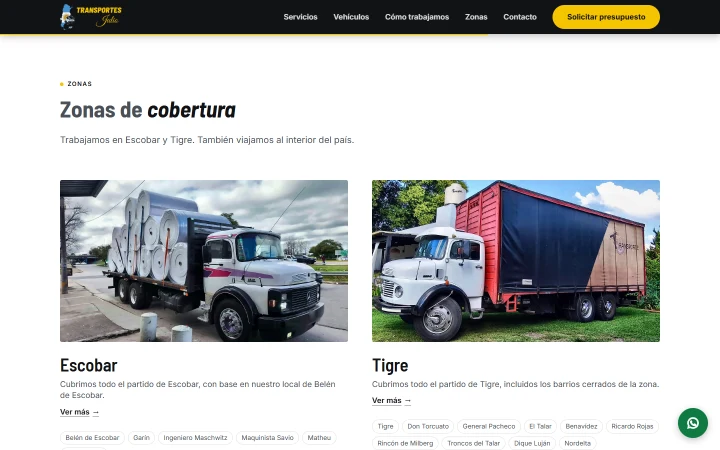 TRANSPORTES
Julio
Servicios
Vehículos
Cómo trabajamos
Zonas
Contacto
Solicitar presupuesto
ZONAS
Zonas de cobertura
Trabajamos en Escobar y Tigre. También viajamos al interior del país.
Escobar
Cubrimos todo el partido de Escobar, con base en nuestro local de Belén
de Escobar.
Ver más →
Belén de Escobar
Garín
Ingeniero Maschwitz
Maquinista Savio
Matheu
Tigre
Cubrimos todo el partido de Tigre, incluidos los barrios cerrados de la zona.
Ver más →
Tigre
Don Torcuato
General Pacheco
El Talar
Benavídez
Ricardo Rojas
Rincón de Milberg
Troncos del Talar
Dique Luján
Nordelta